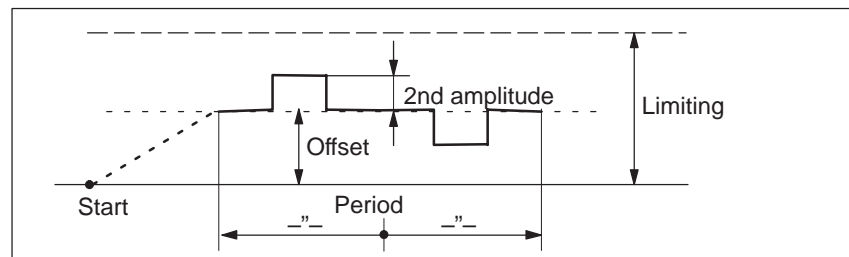 2nd amplitude
Limiting
Offset
Start
Period
–”–
–”–